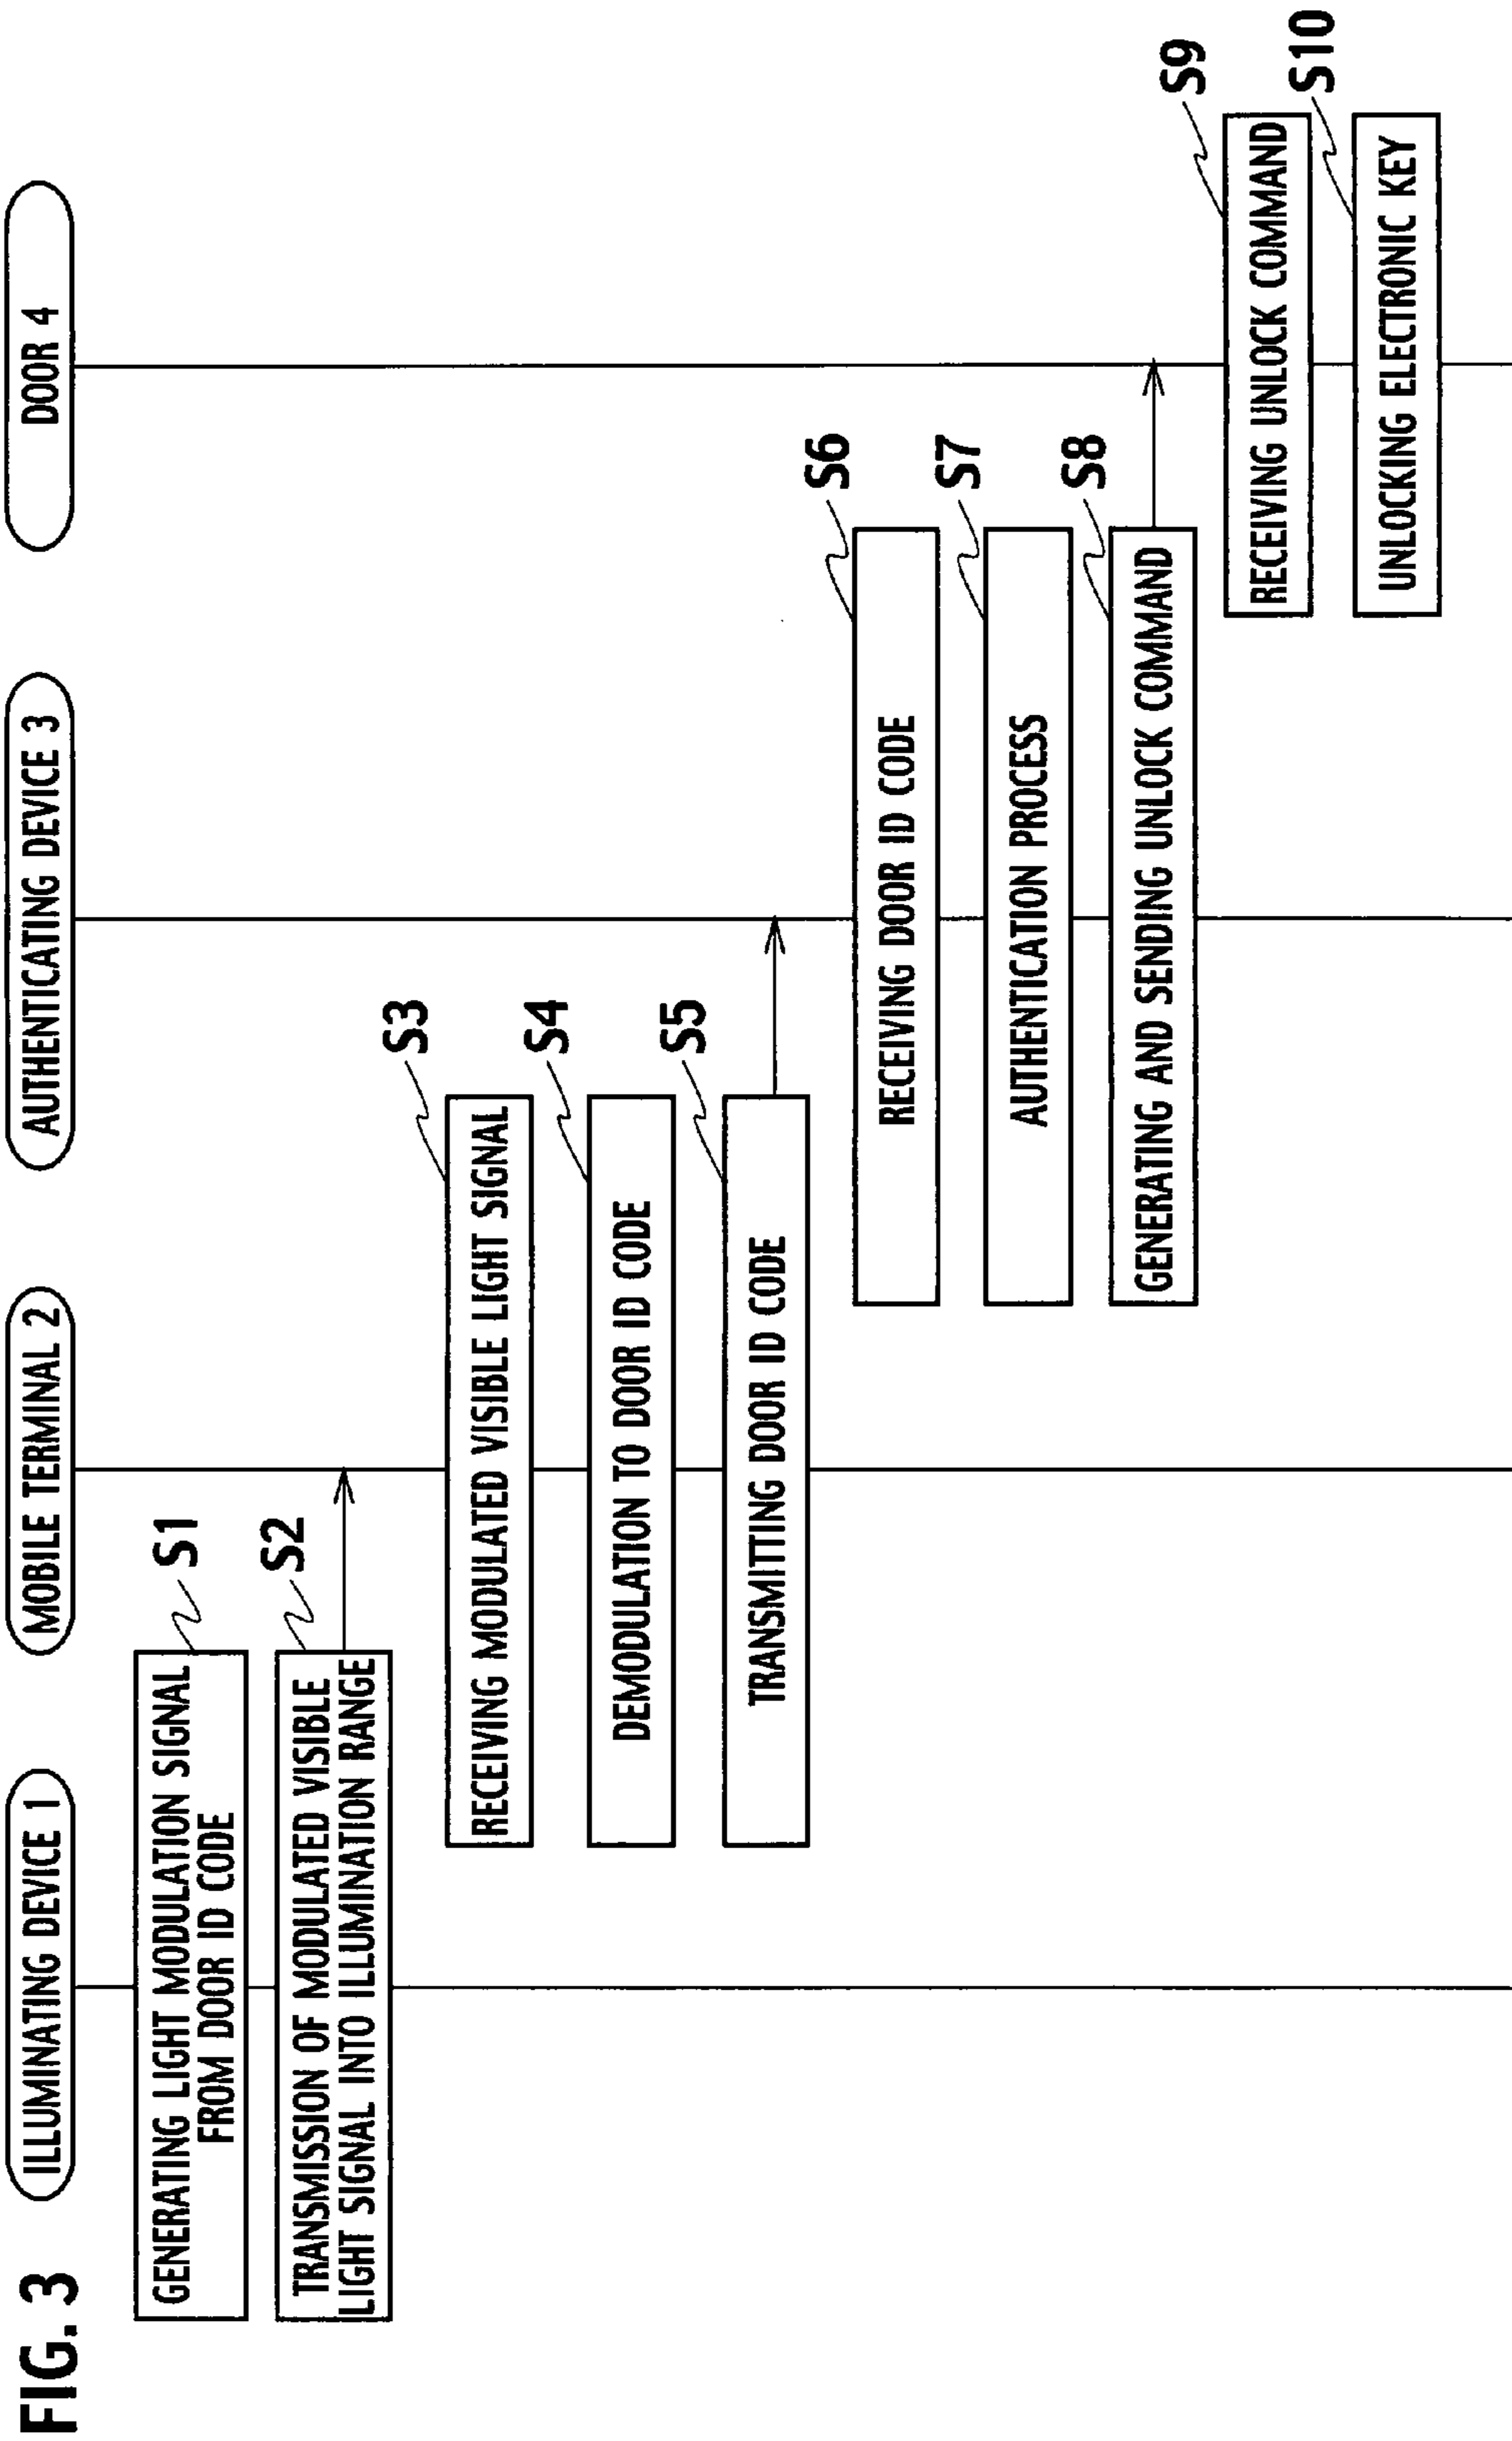 FIG. 3
ILLUMINATING DEVICE 1
MOBILE TERMINAL 2
AUTHENTICATING DEVICE 3
DOOR 4
GENERATING LIGHT MODULATION SIGNAL
FROM DOOR ID CODE
S1
TRANSMISSION OF MODULATED VISIBLE
LIGHT SIGNAL INTO ILLUMINATION RANGE
S2
RECEIVING MODULATED VISIBLE LIGHT SIGNAL
S3
DEMODULATION TO DOOR ID CODE
S4
TRANSMITTING DOOR ID CODE
S5
RECEIVING DOOR ID CODE
S6
AUTHENTICATION PROCESS
S7
GENERATING AND SENDING UNLOCK COMMAND
S8
RECEIVING UNLOCK COMMAND
S9
UNLOCKING ELECTRONIC KEY
S10